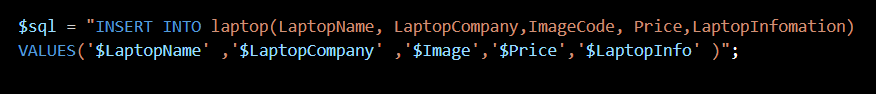 $sql = "INSERT INTO laptop(LaptopName, LaptopCompany,ImageCode, Price,LaptopInfomation)
VALUES('$LaptopName' ,'$LaptopCompany' ,'$Image','$Price','$LaptopInfo' )";